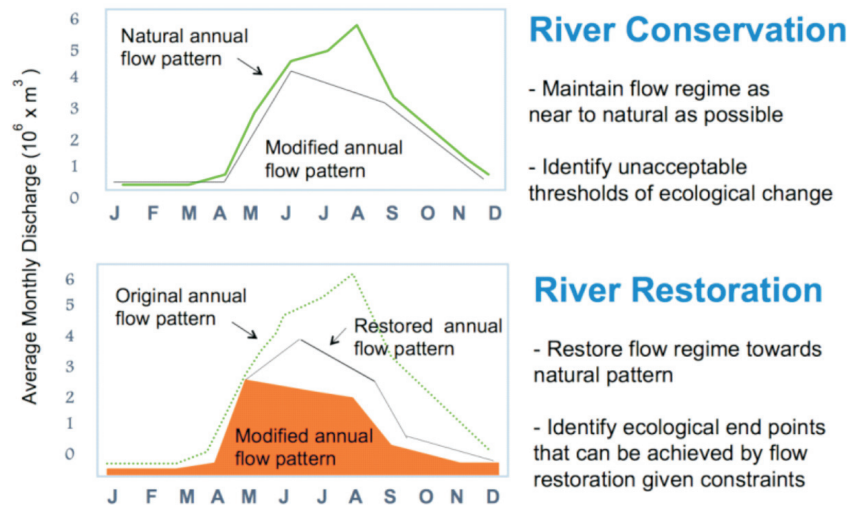 Average Monthly Discharge (10⁶ x m³)
6
5
4
3
2
1
0
Natural annual
flow pattern
Modified annual
flow pattern
J F M A M J J A S O N D
River Conservation
- Maintain flow regime as
near to natural as possible
- Identify unacceptable
thresholds of ecological change
6
5
4
3
2
1
0
Original annual
flow pattern
Restored annual
flow pattern
Modified annual
flow pattern
J F M A M J J A S O N D
River Restoration
- Restore flow regime towards
natural pattern
- Identify ecological end points
that can be achieved by flow
restoration given constraints